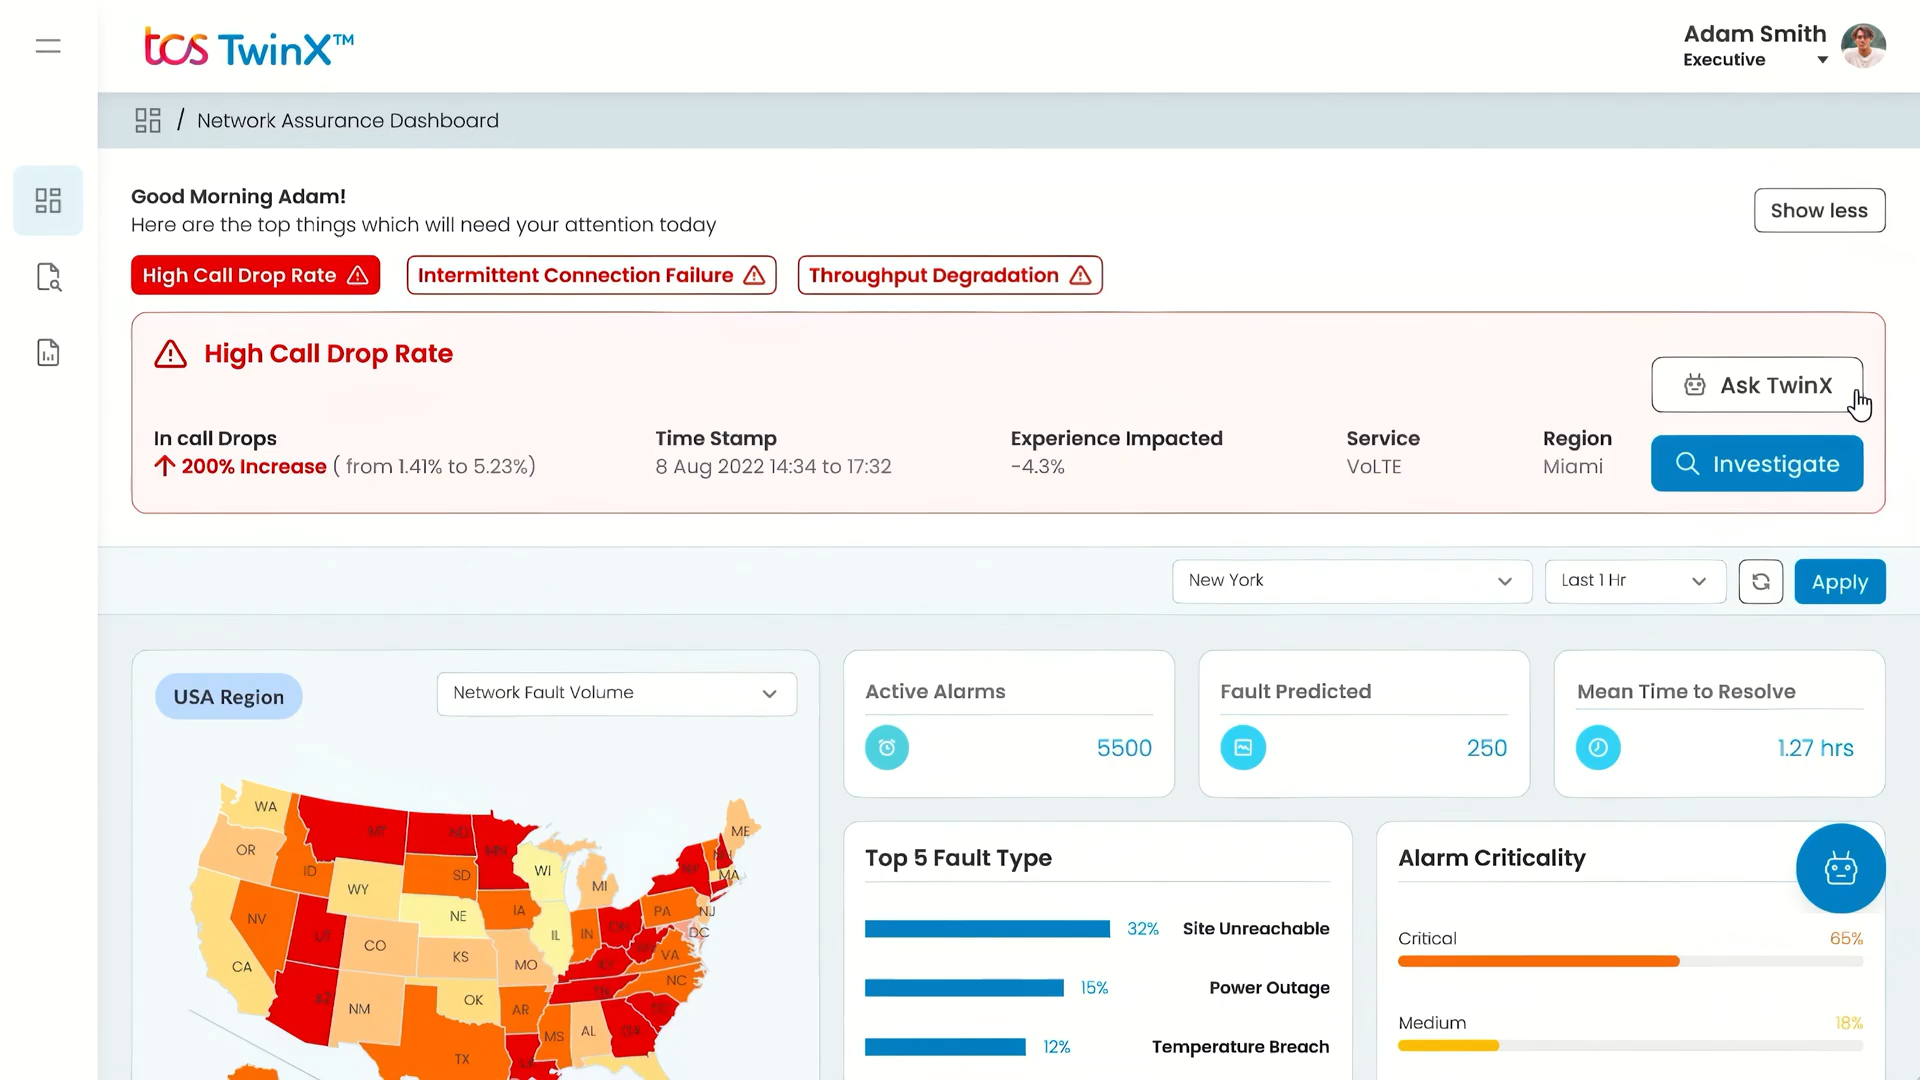 tcs TwinX™
Adam Smith
Executive
/ Network Assurance Dashboard
Good Morning Adam!
Here are the top things which will need your attention today
Show less
High Call Drop Rate
Intermittent Connection Failure
Throughput Degradation
High Call Drop Rate
Ask TwinX
In call Drops
200% Increase ( from 1.41% to 5.23%)
Time Stamp
8 Aug 2022 14:34 to 17:32
Experience Impacted
-4.3%
Service
VoLTE
Region
Miami
Investigate
New York
Last 1 Hr
Apply
USA Region
Network Fault Volume
WA
MT
ND
MN
ME
OR
ID
SD
WI
NH
MA
WY
MI
NV
NE
IA
PA
NJ
UT
CO
IL
IN
OH
DC
CA
KS
MO
VA
AZ
NM
OK
AR
NC
TX
MS
AL
Active Alarms
5500
Fault Predicted
250
Mean Time to Resolve
1.27 hrs
Top 5 Fault Type
32% Site Unreachable
15% Power Outage
12% Temperature Breach
Alarm Criticality
Critical 65%
Medium 18%